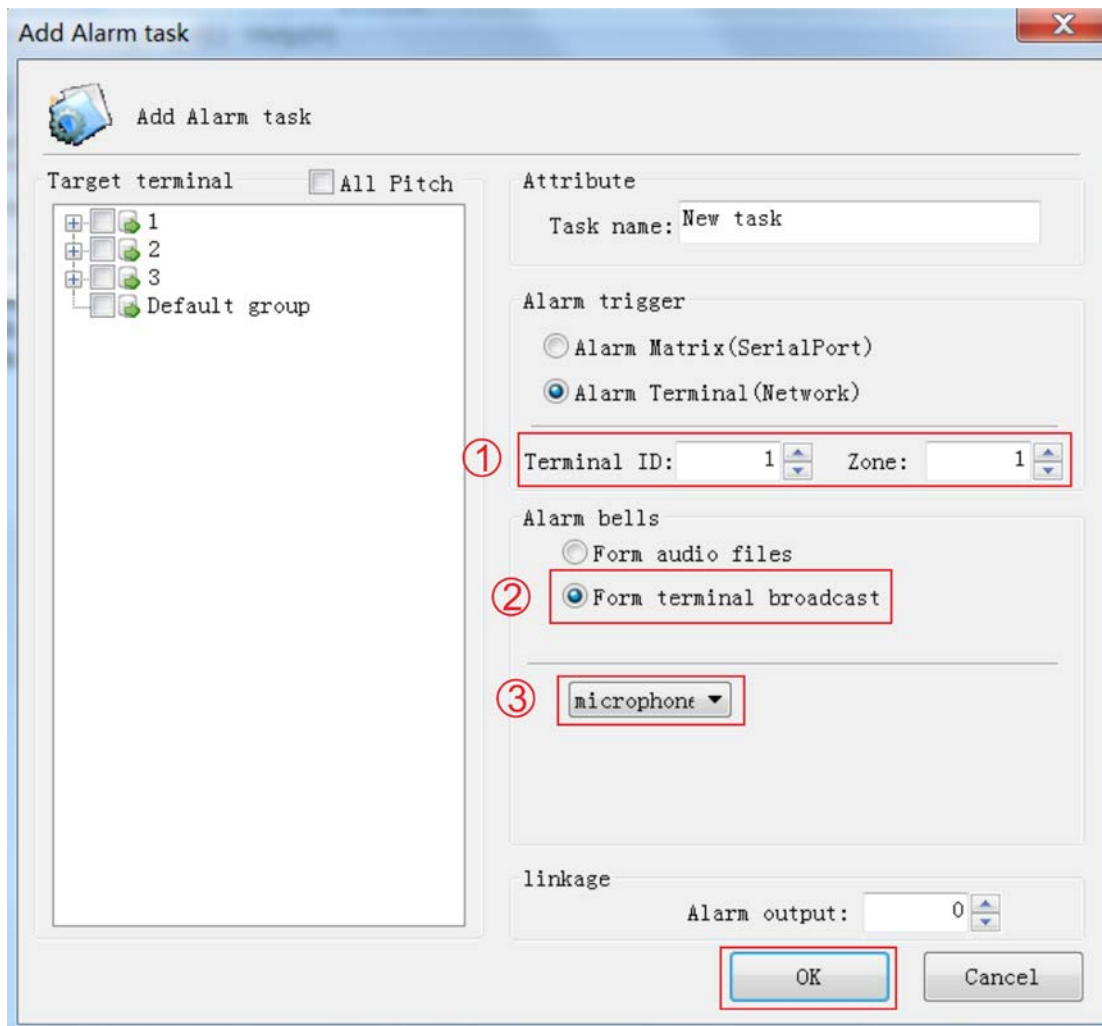 Add Alarm task
Add Alarm task
Target terminal
All Pitch
1
2
3
Default group
Attribute
Task name: New task
Alarm trigger
Alarm Matrix(SerialPort)
Alarm Terminal(Network)
① Terminal ID: 1 Zone: 1
Alarm bells
Form audio files
② Form terminal broadcast
③ microphone
linkage
Alarm output: 0
OK Cancel